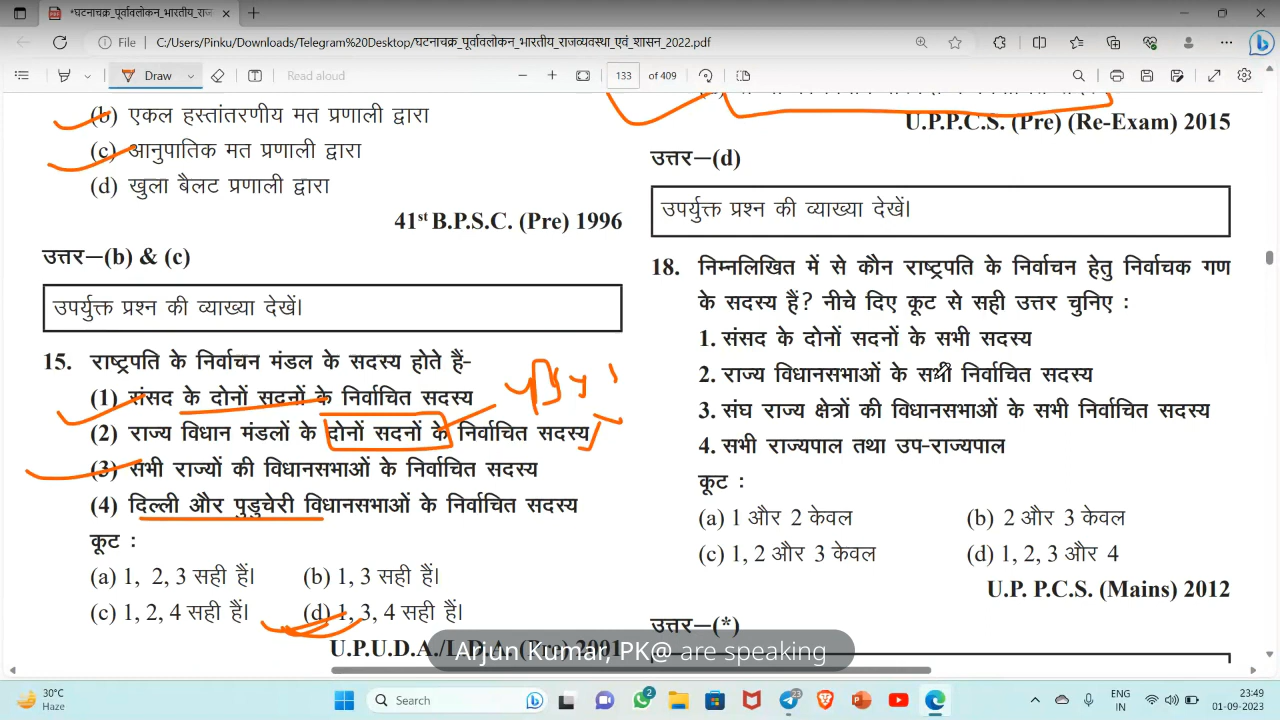 *घटनाचक्र_पूर्वावलोकन_भारतीय_राज
File
C:/Users/Pinku/Downloads/Telegram%20Desktop/घटनाचक्र_पूर्वावलोकन_भारतीय_राजव्यवस्था_एवं_शासन_2022.pdf
Draw
Read aloud
133 of 409
(b) एकल हस्तांतरणीय मत प्रणाली द्वारा
(c) आनुपातिक मत प्रणाली द्वारा
(d) खुला बैलट प्रणाली द्वारा
41st B.P.S.C. (Pre) 1996
उत्तर–(b) & (c)
उपर्युक्त प्रश्न की व्याख्या देखें।
15. राष्ट्रपति के निर्वाचन मंडल के सदस्य होते हैं-
(1) संसद के दोनों सदनों के निर्वाचित सदस्य
(2) राज्य विधान मंडलों के दोनों सदनों के निर्वाचित सदस्य
(3) सभी राज्यों की विधानसभाओं के निर्वाचित सदस्य
(4) दिल्ली और पुडुचेरी विधानसभाओं के निर्वाचित सदस्य
कूट :
(a) 1, 2, 3 सही हैं।
(b) 1, 3 सही हैं।
(c) 1, 2, 4 सही हैं।
(d) 1, 3, 4 सही हैं।
U.P.U.D.A./L.D.A. (Pre) 2001
U.P.P.C.S. (Pre) (Re-Exam) 2015
उत्तर–(d)
उपर्युक्त प्रश्न की व्याख्या देखें।
18. निम्नलिखित में से कौन राष्ट्रपति के निर्वाचन हेतु निर्वाचक गण
के सदस्य हैं? नीचे दिए कूट से सही उत्तर चुनिए :
1. संसद के दोनों सदनों के सभी सदस्य
2. राज्य विधानसभाओं के सभी निर्वाचित सदस्य
3. संघ राज्य क्षेत्रों की विधानसभाओं के सभी निर्वाचित सदस्य
4. सभी राज्यपाल तथा उप-राज्यपाल
कूट :
(a) 1 और 2 केवल
(b) 2 और 3 केवल
(c) 1, 2 और 3 केवल
(d) 1, 2, 3 और 4
U.P. P.C.S. (Mains) 2012
उत्तर–(*)
Arjun Kumar, PK@ are speaking
30°C
Haze
Search
2
23
ENG
IN
23:49
01-09-2023